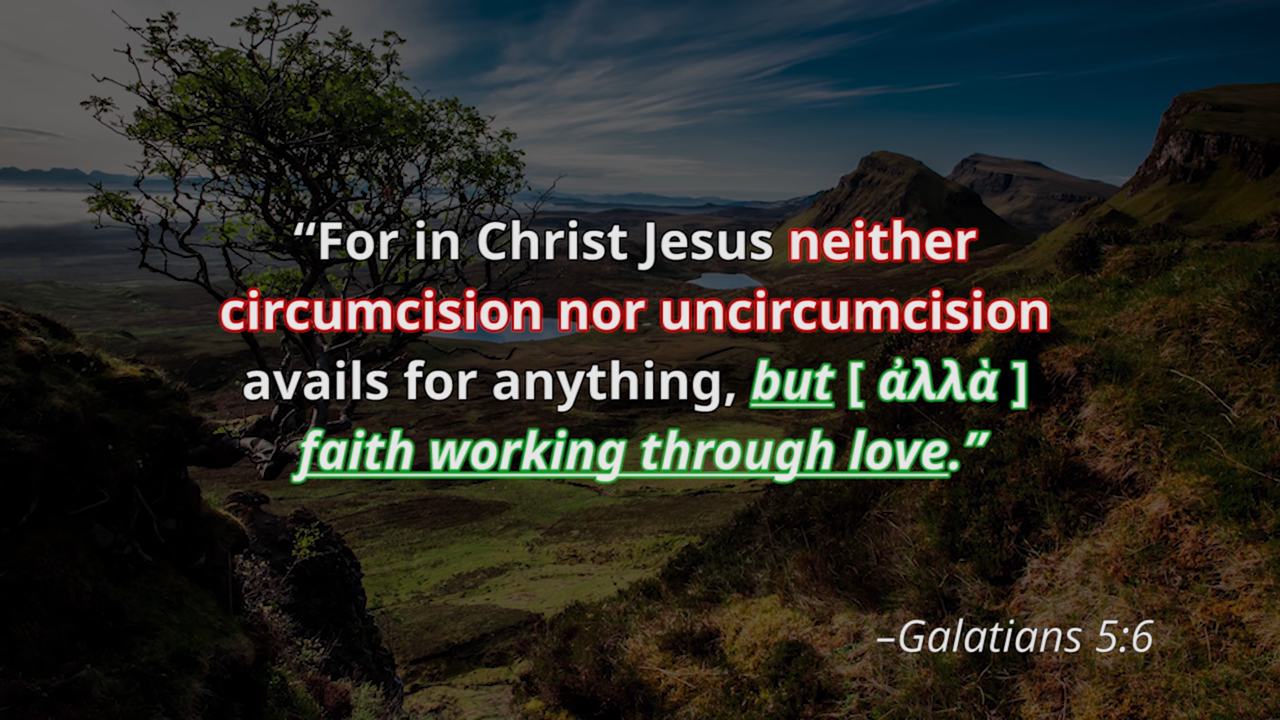 “For in Christ Jesus neither
circumcision nor uncircumcision
avails for anything, but [ ἀλλὰ ]
faith working through love.”
–Galatians 5:6